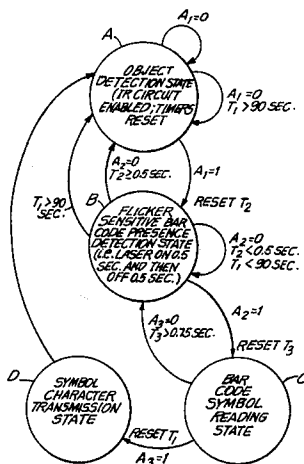 A₁=0
A
OBJECT
DETECTION STATE
(IR CIRCUIT
ENABLED; TIMERS
RESET
A₁=0
T₁>90 SEC.
A₂=0
T₂≥0.5 SEC.
A₁=1
RESET T₂
T₁>90
SEC.
B
FLICKER
SENSITIVE BAR
CODE PRESENCE
DETECTION STATE
(i.e. LASER ON 0.5
SEC. AND THEN
OFF 0.5 SEC.)
A₂=0
T₂<0.5 SEC.
T₁<90 SEC.
A₃=0
T₃>0.75 SEC.
A₂=1
RESET T₃
D
SYMBOL
CHARACTER
TRANSMISSION
STATE
RESET T₁
A₃=1
BAR
CODE
SYMBOL
READING
STATE
C